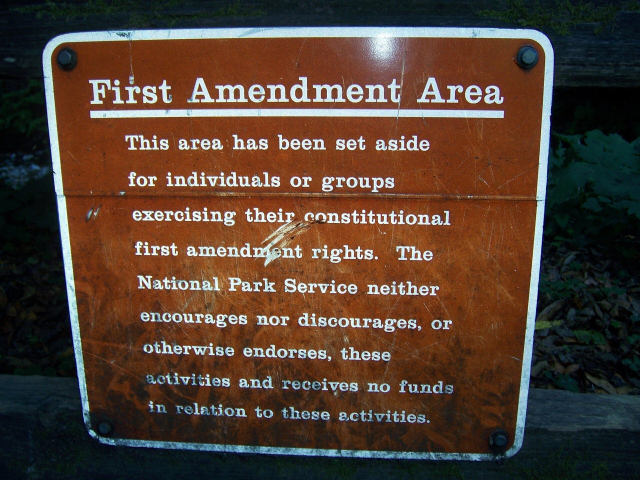 First Amendment Area
This area has been set aside
for individuals or groups
exercising their constitutional
first amendment rights. The
National Park Service neither
encourages nor discourages, or
otherwise endorses, these
activities and receives no funds
in relation to these activities.